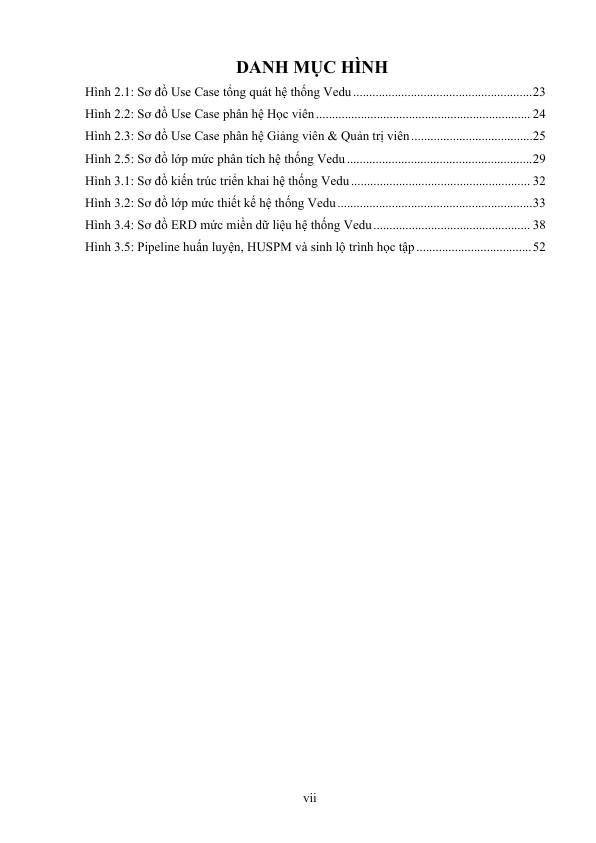 DANH MỤC HÌNH
Hình 2.1: Sơ đồ Use Case tổng quát hệ thống Vedu........................................................23
Hình 2.2: Sơ đồ Use Case phân hệ Học viên................................................................... 24
Hình 2.3: Sơ đồ Use Case phân hệ Giảng viên & Quản trị viên......................................25
Hình 2.5: Sơ đồ lớp mức phân tích hệ thống Vedu..........................................................29
Hình 3.1: Sơ đồ kiến trúc triển khai hệ thống Vedu........................................................ 32
Hình 3.2: Sơ đồ lớp mức thiết kế hệ thống Vedu.............................................................33
Hình 3.4: Sơ đồ ERD mức miền dữ liệu hệ thống Vedu................................................. 38
Hình 3.5: Pipeline huấn luyện, HUSPM và sinh lộ trình học tập....................................52
vii